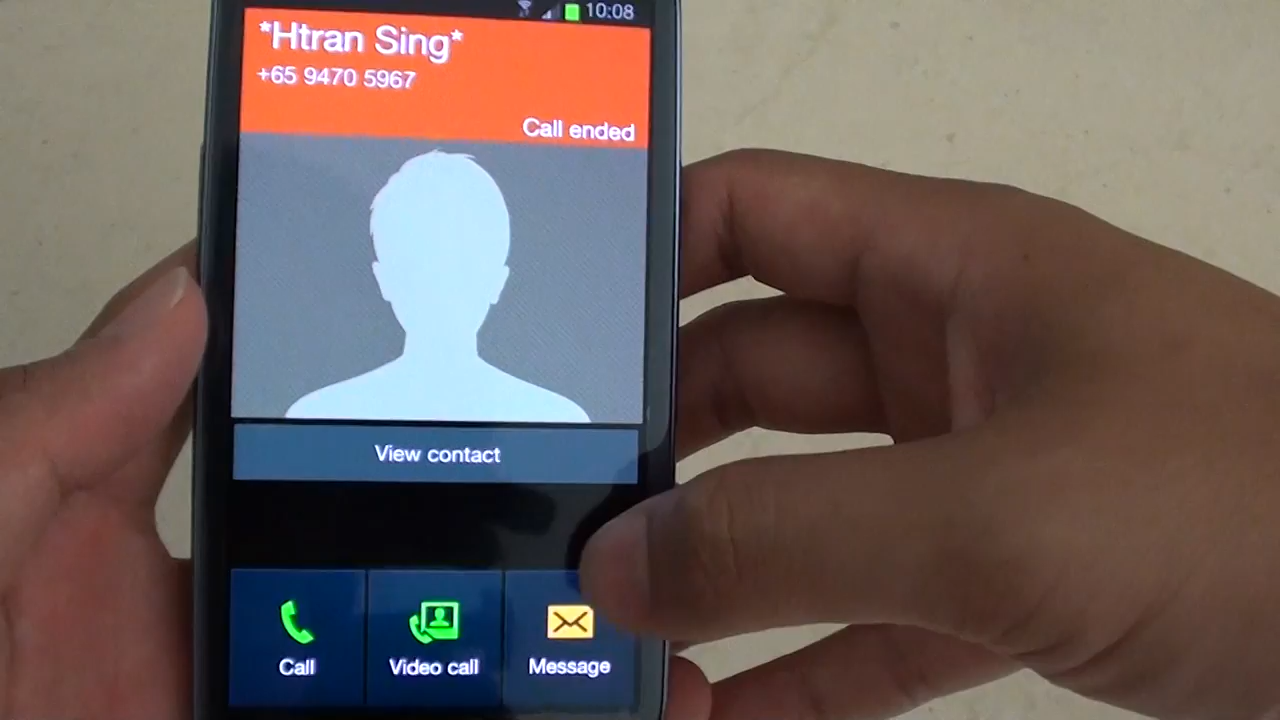 10:08
*Htran Sing*
+65 9470 5967
Call ended
View contact
Call
Video call
Message